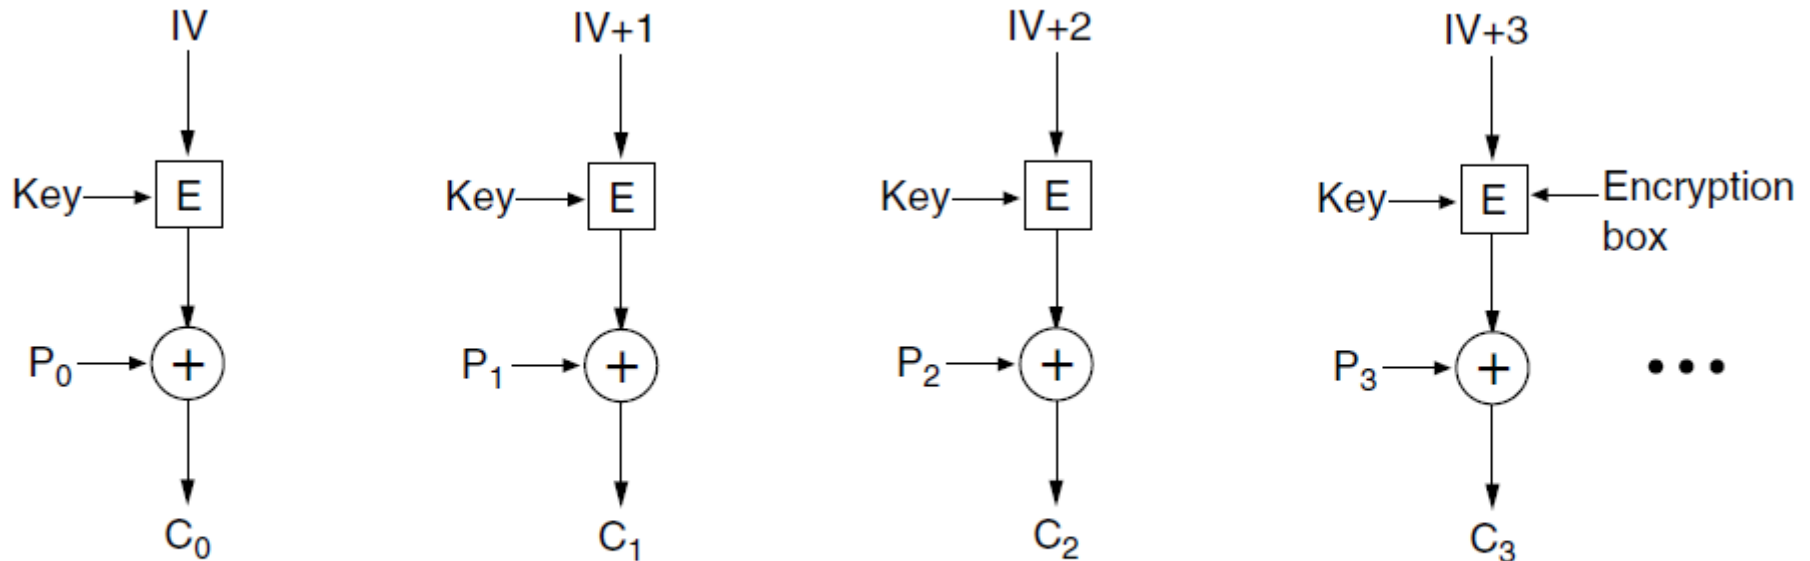 IV IV+1 IV+2 IV+3
Key E Key E Key E Key E Encryption
box
P0 + P1 + P2 + P3 + •••
C0 C1 C2 C3